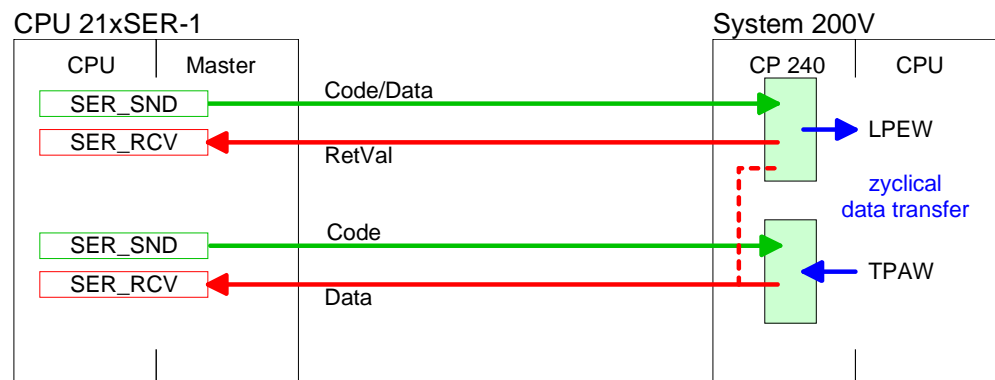 CPU 21xSER-1
System 200V
CPU
Master
CP 240
CPU
SER_SND
Code/Data
LPEW
SER_RCV
RetVal
zyclical
data transfer
SER_SND
Code
SER_RCV
Data
TPAW